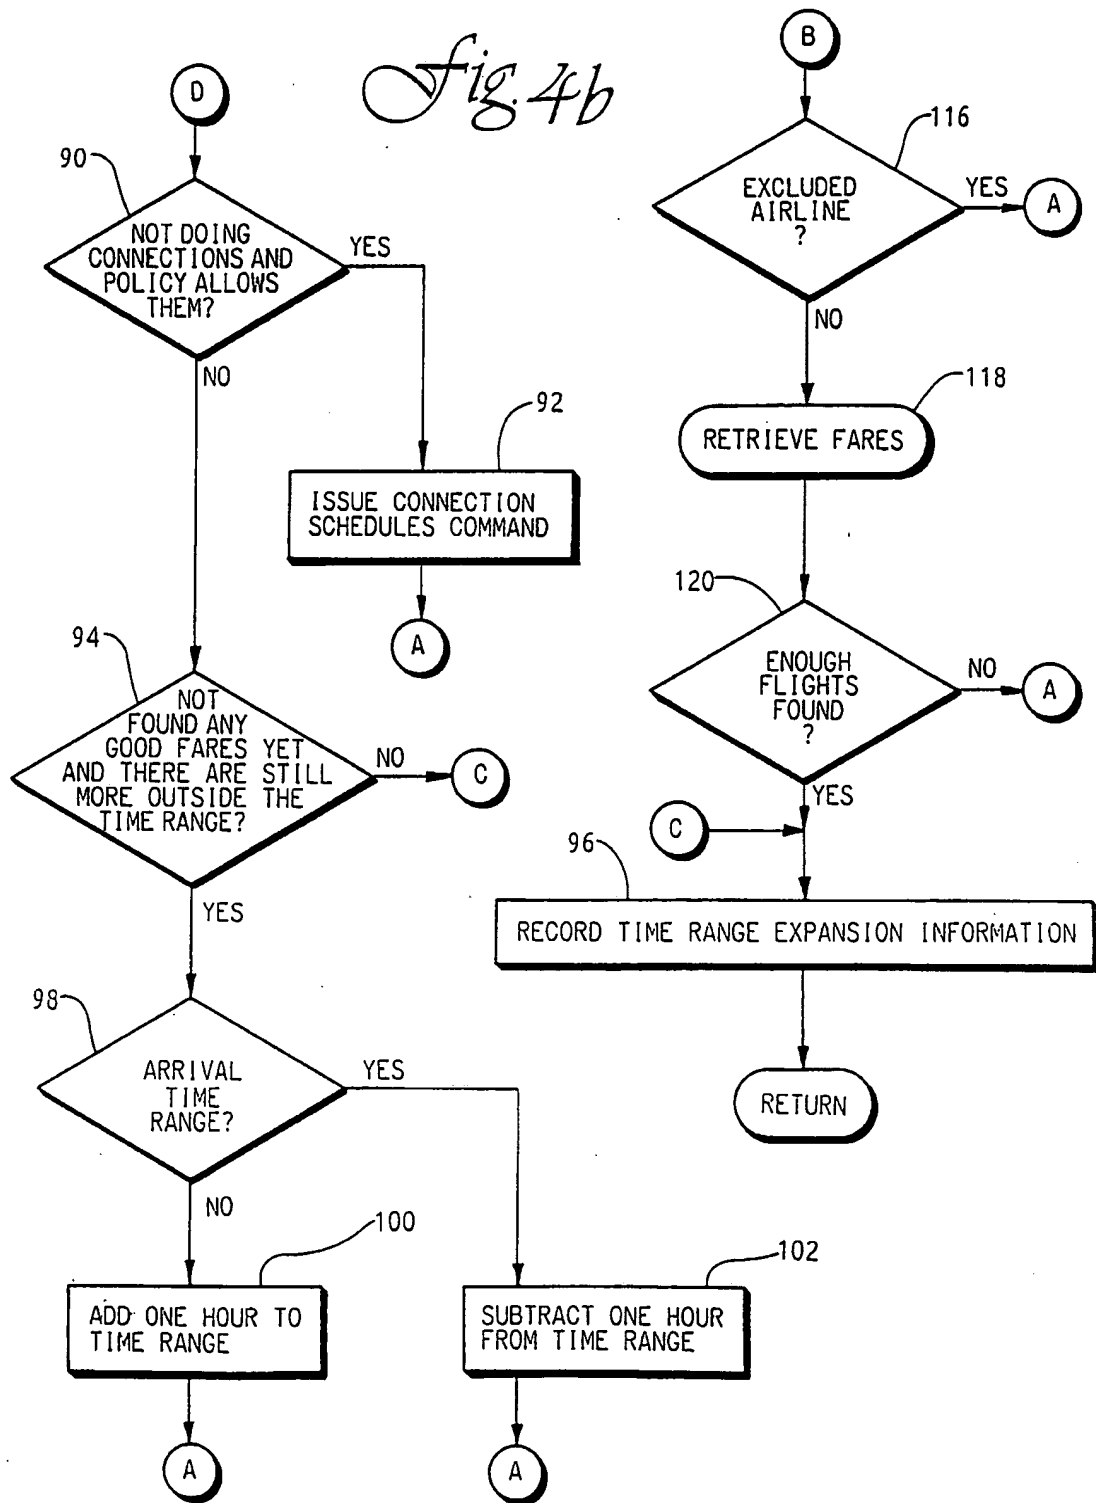 Fig. 4b
D
90
NOT DOING
CONNECTIONS AND
POLICY ALLOWS
THEM?
YES
NO
92
ISSUE CONNECTION
SCHEDULES COMMAND
A
94
NOT
FOUND ANY
GOOD FARES YET
AND THERE ARE STILL
MORE OUTSIDE THE
TIME RANGE?
NO
C
YES
98
ARRIVAL
TIME
RANGE?
YES
NO
100
ADD ONE HOUR TO
TIME RANGE
A
102
SUBTRACT ONE HOUR
FROM TIME RANGE
A
B
116
EXCLUDED
AIRLINE
?
YES
A
NO
118
RETRIEVE FARES
120
ENOUGH
FLIGHTS
FOUND
?
NO
A
YES
C
96
RECORD TIME RANGE EXPANSION INFORMATION
RETURN